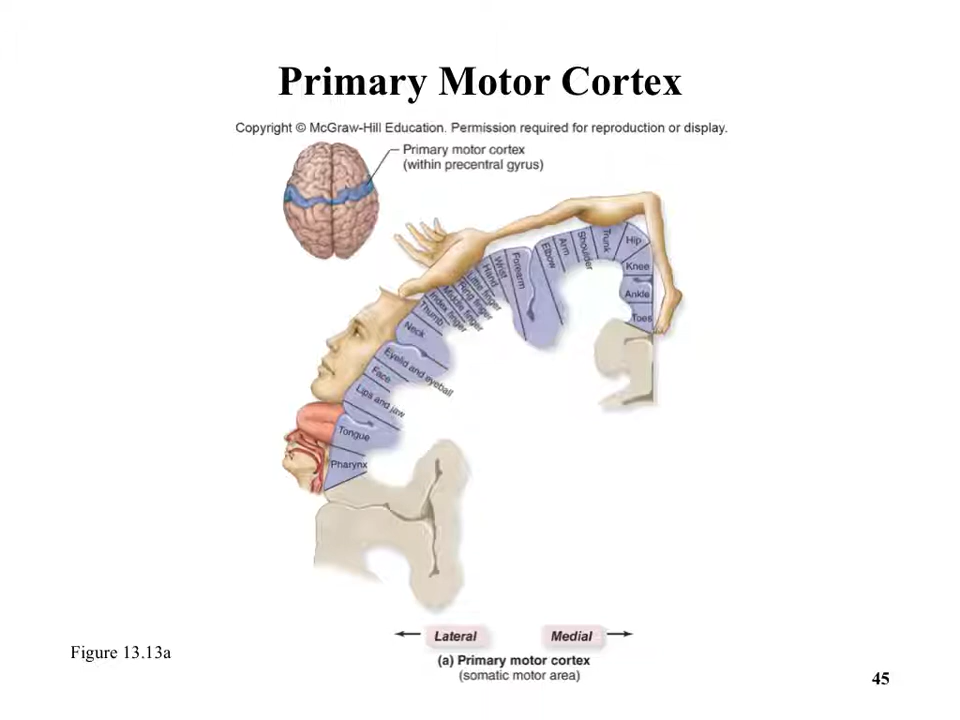 Primary Motor Cortex
Copyright © McGraw-Hill Education. Permission required for reproduction or display.
Primary motor cortex
(within precentral gyrus)
Toes
Ankle
Knee
Hip
Trunk
Shoulder
Arm
Elbow
Forearm
Wrist
Hand
Little finger
Ring finger
Middle finger
Index finger
Thumb
Neck
Eyelid and eyeball
Face
Lips and jaw
Tongue
Pharynx
Lateral
Medial
(a) Primary motor cortex
(somatic motor area)
Figure 13.13a
45